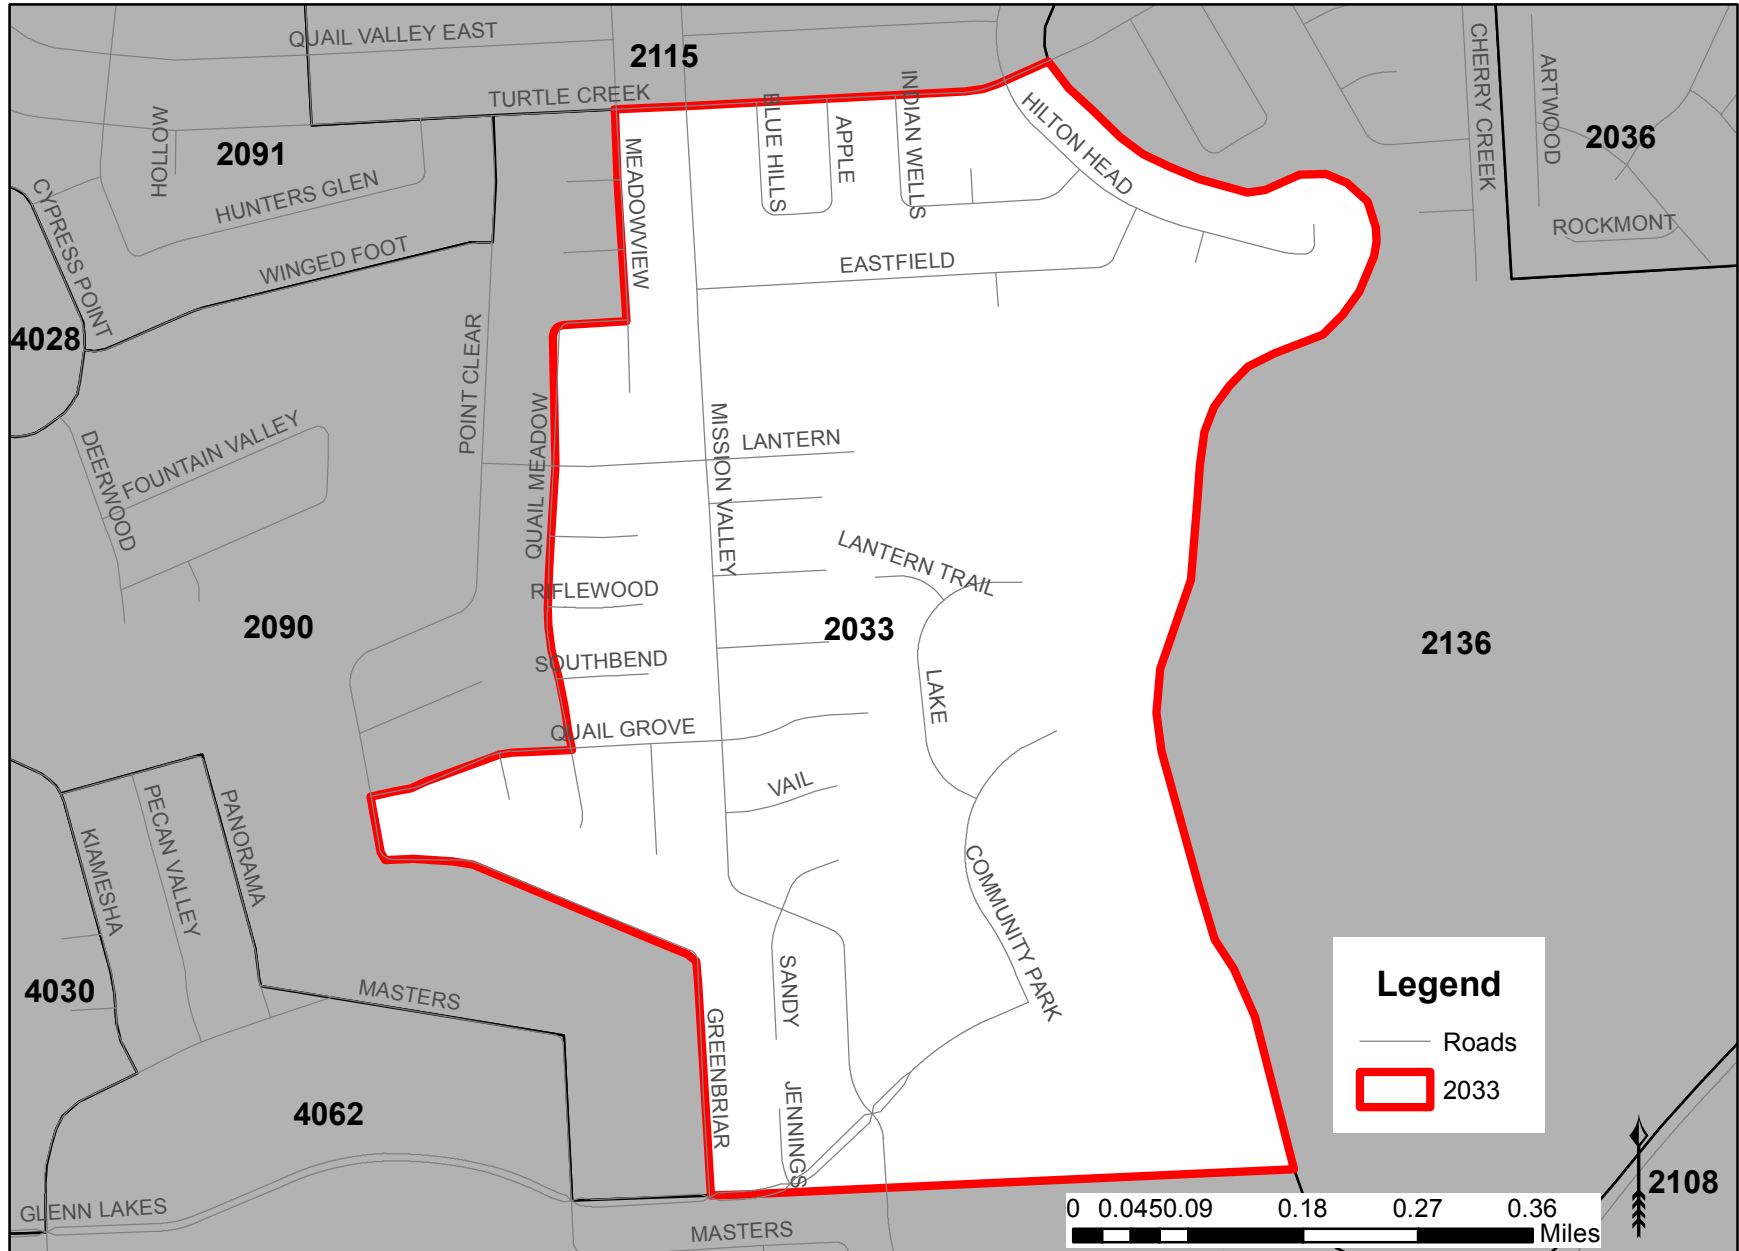 QUAIL VALLEY EAST
2115
TURTLE CREEK
HOLLOW
2091
HUNTERS GLEN
CYPRESS POINT
WINGED FOOT
4028
MEADOWVIEW
BLUE HILLS
APPLE
INDIAN WELLS
HILTON HEAD
CHERRY CREEK
ARTWOOD
2036
ROCKMONT
EASTFIELD
POINT CLEAR
FOUNTAIN VALLEY
DEERWOOD
QUAIL MEADOW
MISSION VALLEY
LANTERN
LANTERN TRAIL
RIFLEWOOD
2090
2033
2136
SOUTHBEND
LAKE
QUAIL GROVE
VAIL
KIAMESHA
PECAN VALLEY
PANORAMA
COMMUNITY PARK
4030
MASTERS
SANDY
GREENBRIAR
JENNINGS
4062
GLENN LAKES
MASTERS
Legend
Roads
2033
2108
0 0.045 0.09 0.18 0.27 0.36
Miles